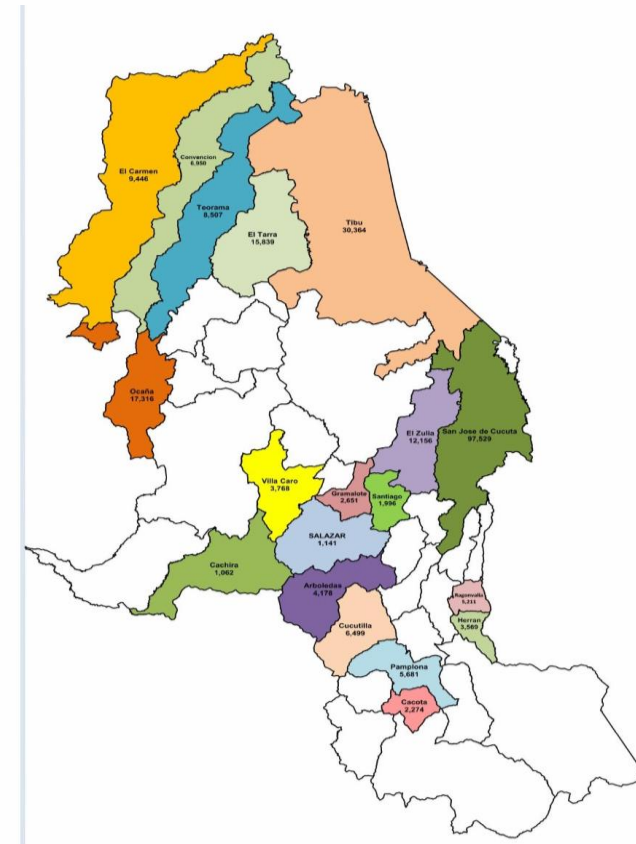 Convencion
6,950
El Carmen
9,446
Teorama
8,507
El Tarra
15,839
Tibu
30,364
Ocaña
17,316
El Zulia
12,156
San Jose de Cucuta
97,529
Villa Caro
3,768
Gramalote
2,651
Santiago
1,996
SALAZAR
1,141
Cachira
1,062
Arboledas
4,178
Ragonvalia
5,211
Herran
3,569
Cucutilla
6,499
Pamplona
5,681
Cacota
2,274